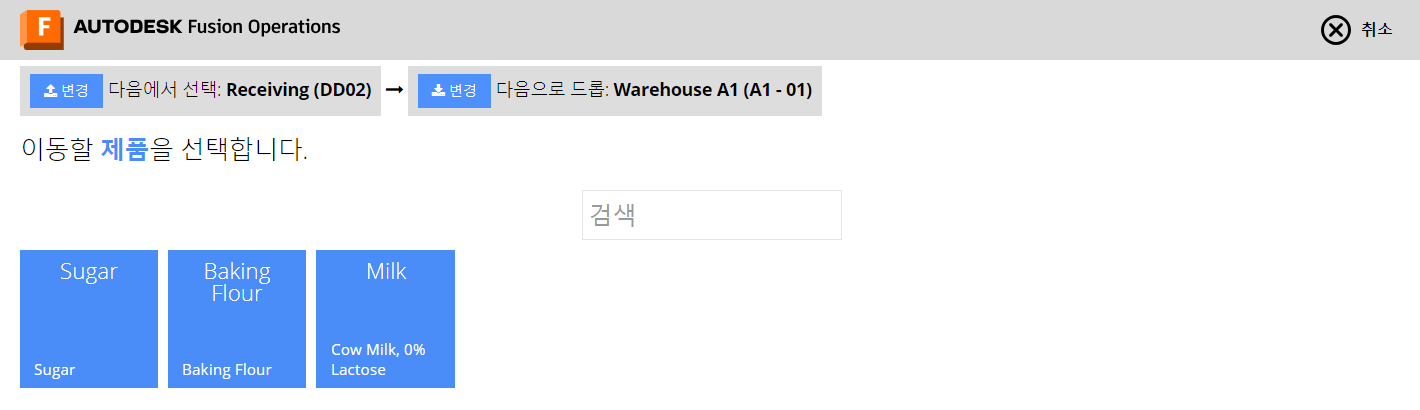 F AUTODESK Fusion Operations
취소
변경 다음에서 선택: Receiving (DD02)
변경 다음으로 드롭: Warehouse A1 (A1 - 01)
이동할 제품을 선택합니다.
검색
Sugar
Sugar
Baking
Flour
Baking Flour
Milk
Cow Milk, 0%
Lactose